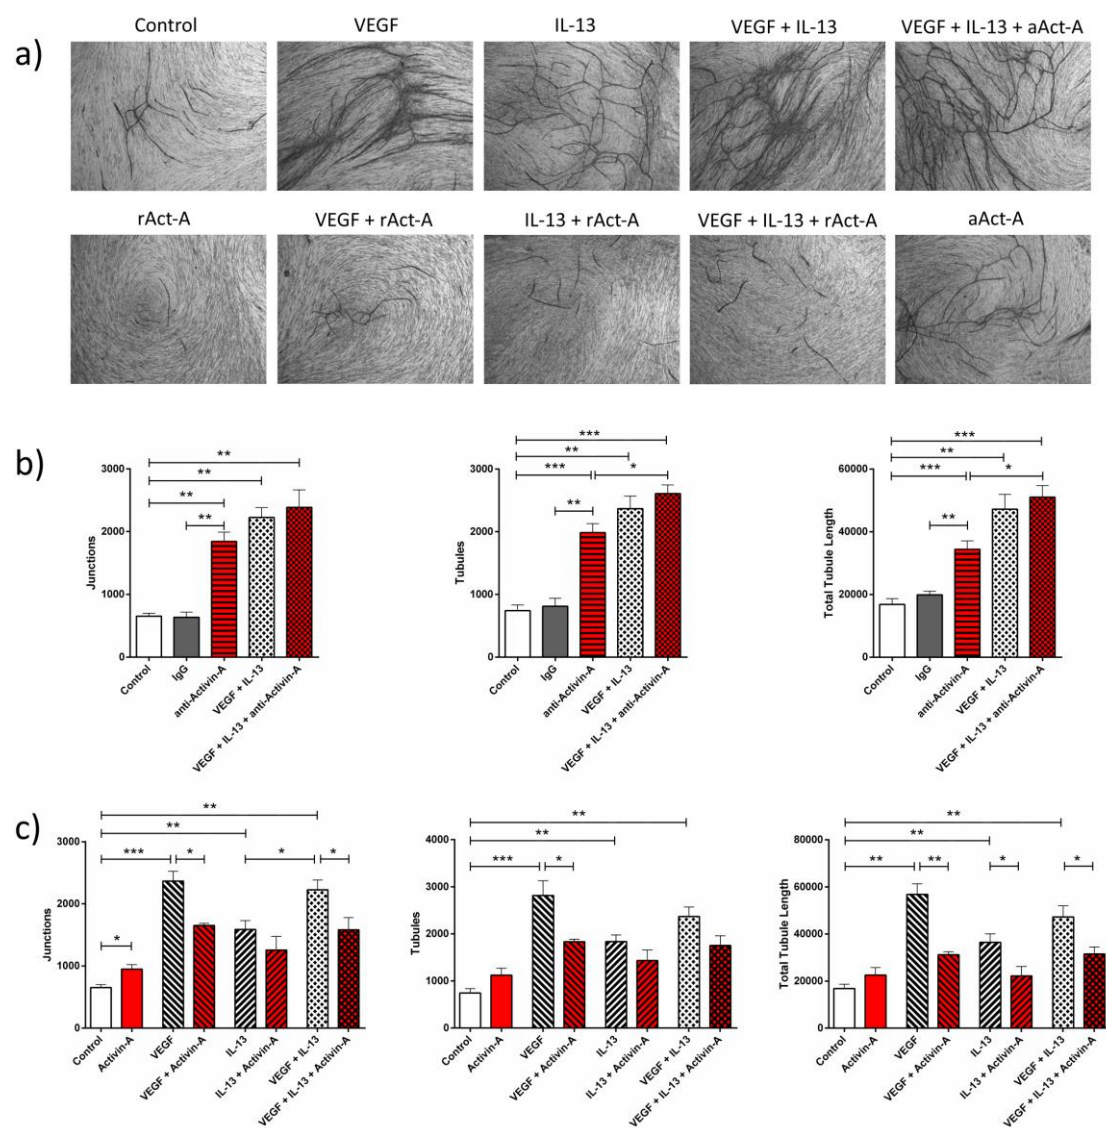 a)
Control VEGF IL-13 VEGF + IL-13 VEGF + IL-13 + aAct-A
rAct-A VEGF + rAct-A IL-13 + rAct-A VEGF + IL-13 + rAct-A aAct-A
b)
**
**
**
**
3000
2000
1000
0
Junctions
Control
IgG
anti-Activin-A
VEGF + IL-13
VEGF + IL-13 + anti-Activin-A
***
**
*** *
**
3000
2000
1000
0
Tubules
Control
IgG
anti-Activin-A
VEGF + IL-13
VEGF + IL-13 + anti-Activin-A
***
**
*** *
**
60000
40000
20000
0
Total Tubule Length
Control
IgG
anti-Activin-A
VEGF + IL-13
VEGF + IL-13 + anti-Activin-A
c)
**
**
*** * * *
*
3000
2000
1000
0
Junctions
Control
Activin-A
VEGF
VEGF + Activin-A
IL-13
IL-13 + Activin-A
VEGF + IL-13
VEGF + IL-13 + Activin-A
**
**
*** *
4000
3000
2000
1000
0
Tubules
Control
Activin-A
VEGF
VEGF + Activin-A
IL-13
IL-13 + Activin-A
VEGF + IL-13
VEGF + IL-13 + Activin-A
**
**
** ** * *
80000
60000
40000
20000
0
Total Tubule Length
Control
Activin-A
VEGF
VEGF + Activin-A
IL-13
IL-13 + Activin-A
VEGF + IL-13
VEGF + IL-13 + Activin-A